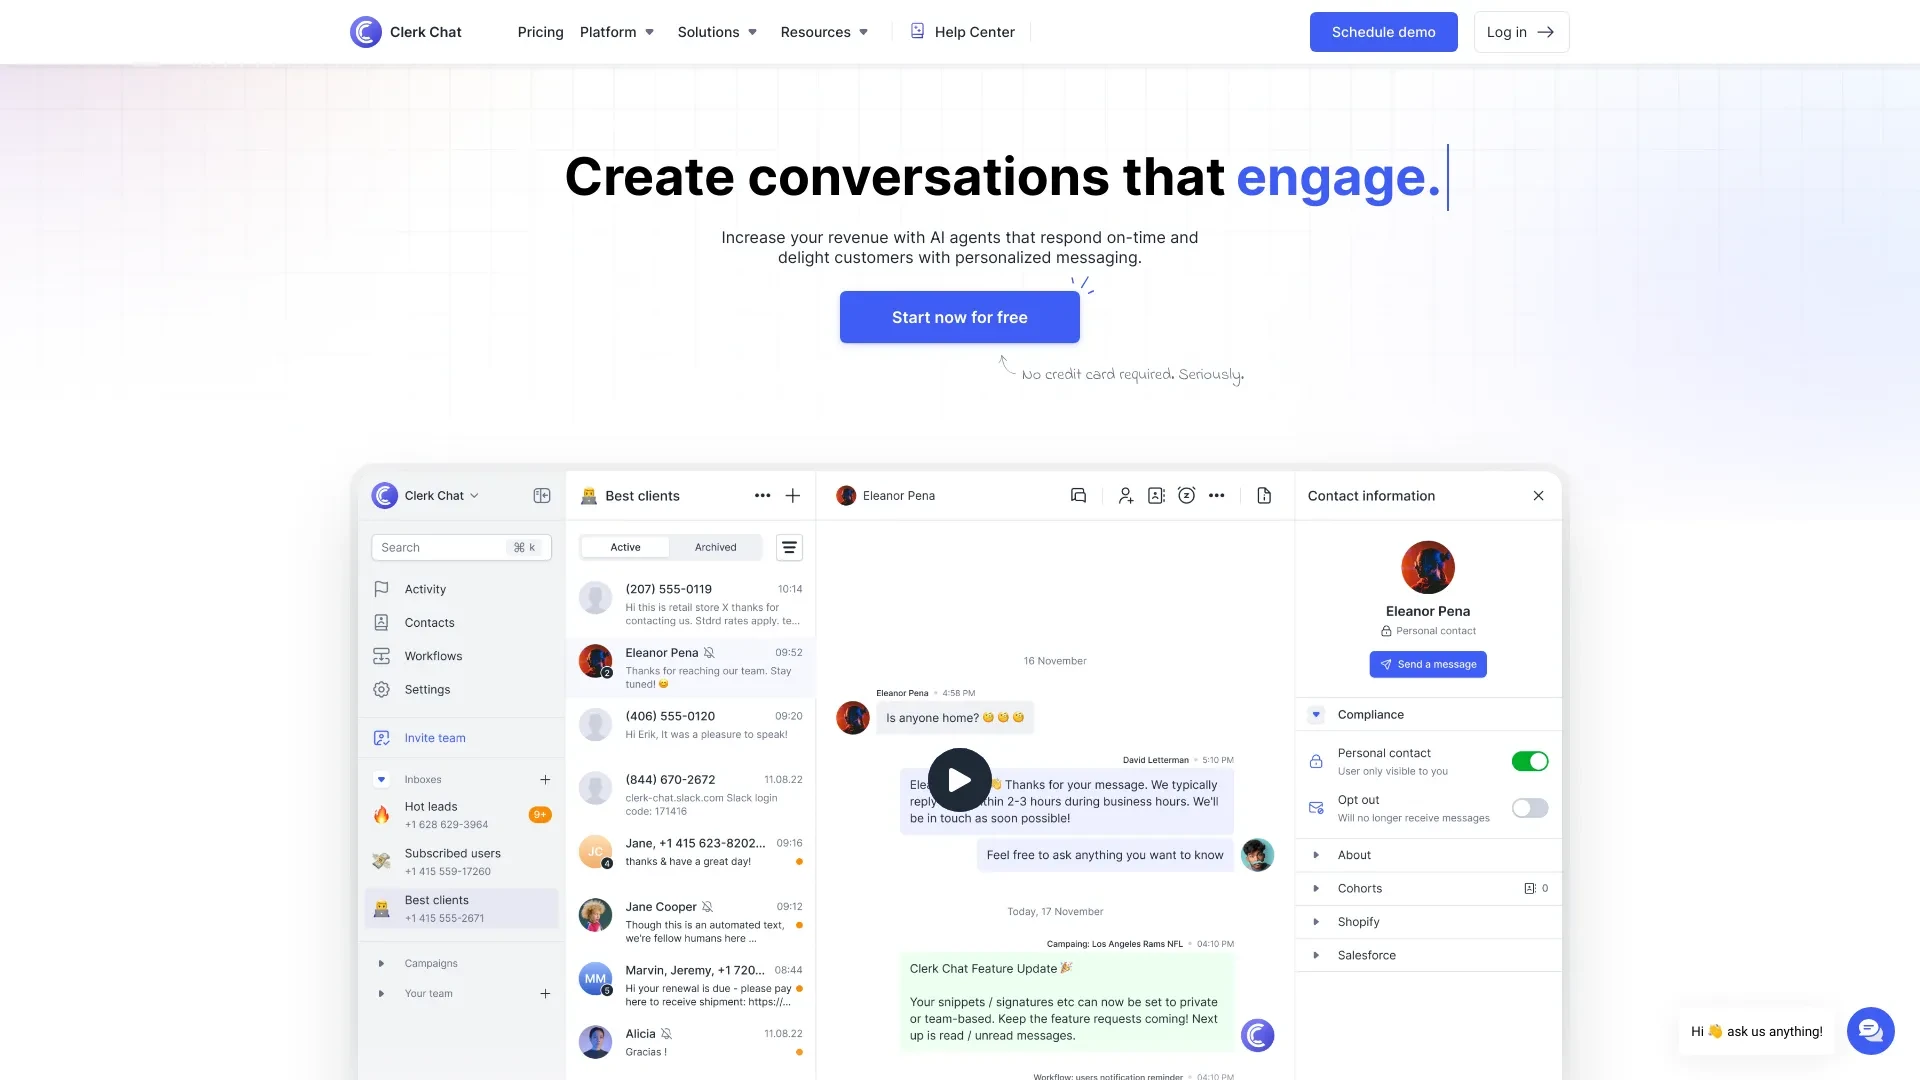 Clerk Chat
Pricing
Platform
Solutions
Resources
Help Center
Schedule demo
Log in
Create conversations that engage.
Increase your revenue with AI agents that respond on-time and
delight customers with personalized messaging.
Start now for free
No credit card required. Seriously.
Clerk Chat
Search
⌘ k
Activity
Contacts
Workflows
Settings
Invite team
Inboxes
Hot leads
+1 628 629-3964
9+
Subscribed users
+1 415 559-17260
Best clients
+1 415 555-2671
Campaigns
Your team
Best clients
Active
Archived
(207) 555-0119
10:14
Hi this is retail store X thanks for
contacting us. Stdrd rates apply. te...
Eleanor Pena
09:52
2
Thanks for reaching our team. Stay
tuned! 😊
(406) 555-0120
09:20
Hi Erik, It was a pleasure to speak!
(844) 670-2672
11.08.22
clerk-chat.slack.com Slack login
code: 171416
JC
4
Jane, +1 415 623-8202...
09:16
thanks & have a great day!
Jane Cooper
09:12
Though this is an automated text,
we're fellow humans here ...
MM
5
Marvin, Jeremy, +1 720...
08:44
Hi your renewal is due - please pay
here to receive shipment: https://...
Alicia
11.08.22
Gracias !
Eleanor Pena
16 November
Eleanor Pena
4:58 PM
Is anyone home? 🧐🧐🧐
David Letterman
5:10 PM
👋 Thanks for your message. We typically
reply 2-3 hours during business hours. We'll
be in touch as soon possible!
Feel free to ask anything you want to know
Today, 17 November
Campaing: Los Angeles Rams NFL
04:10 PM
Clerk Chat Feature Update 🎉
Your snippets / signatures etc can now be set to private
or team-based. Keep the feature requests coming! Next
up is read / unread messages.
Workflow: users notification reminder
04:10 PM
Contact information
Eleanor Pena
Personal contact
Send a message
Compliance
Personal contact
User only visible to you
Opt out
Will no longer receive messages
About
Cohorts
0
Shopify
Salesforce
Hi 👋 ask us anything!